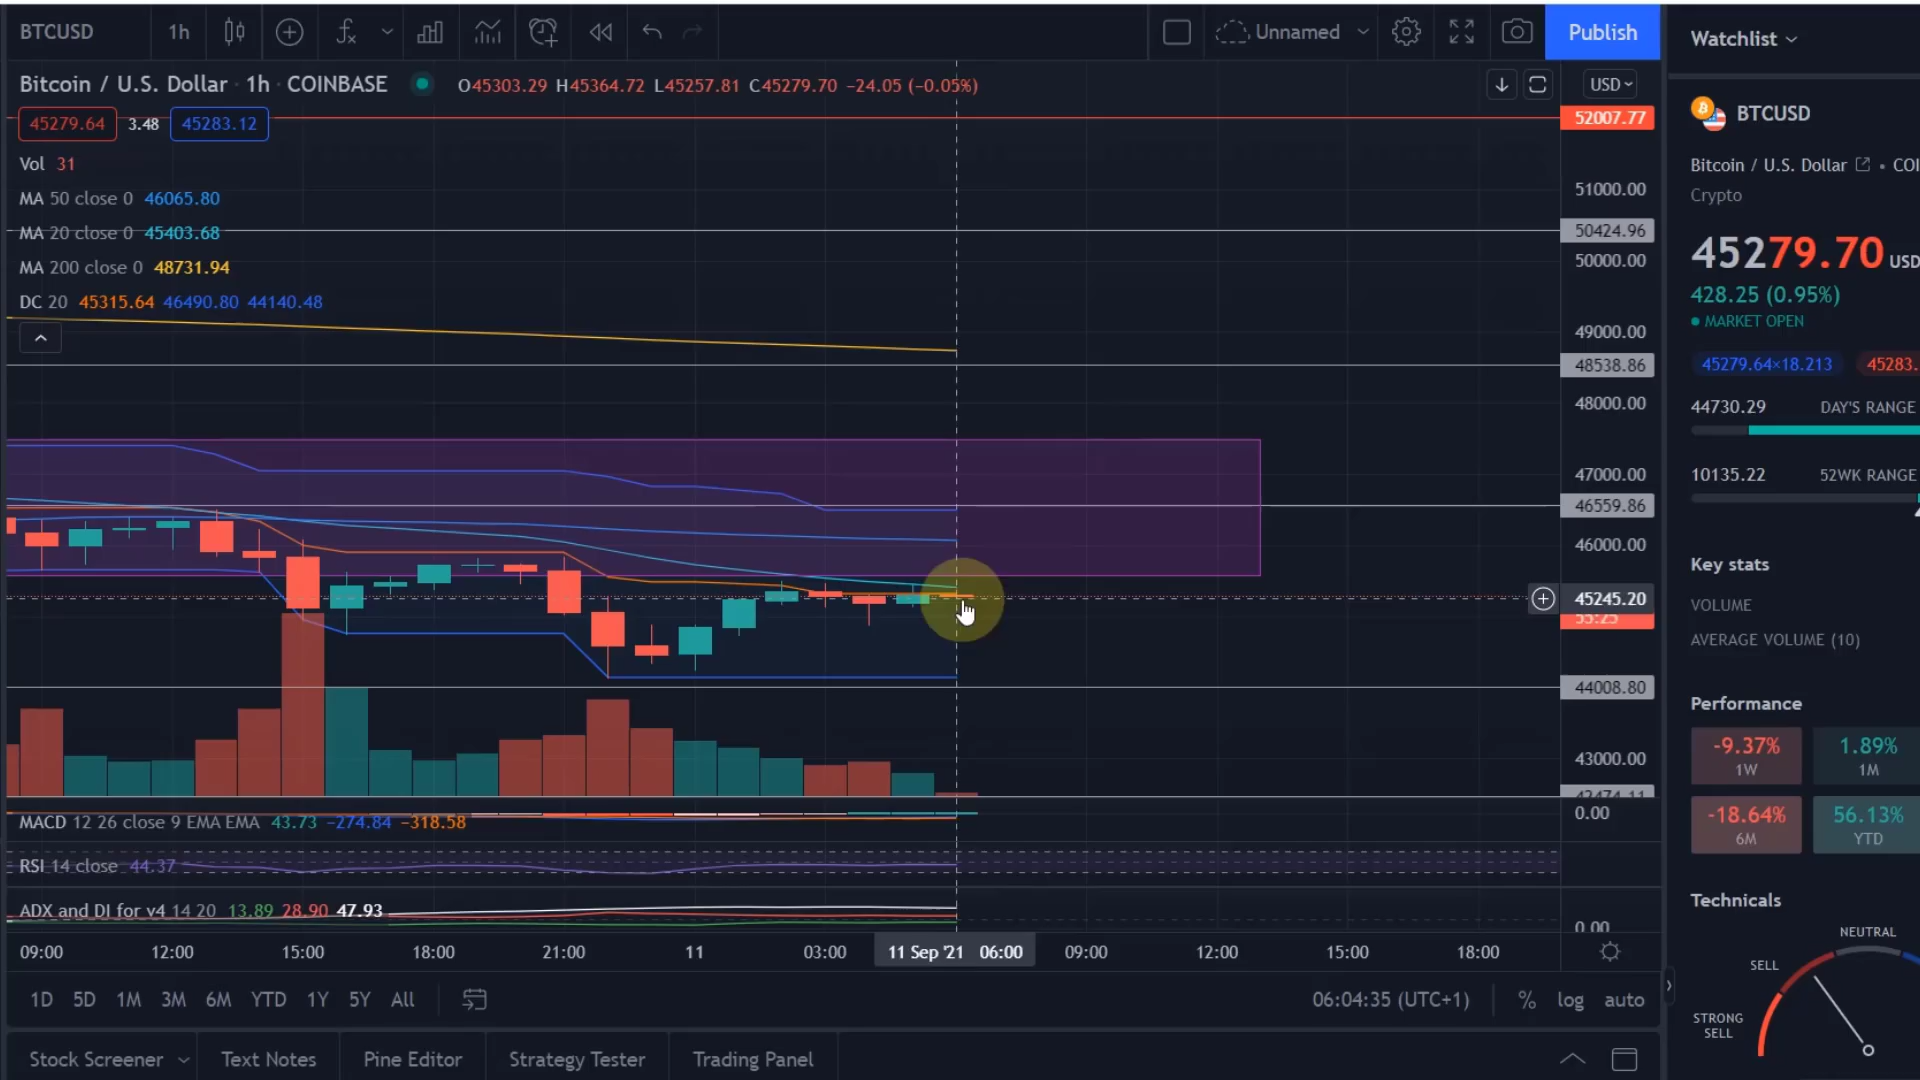 BTCUSD 1h Unnamed Publish
Bitcoin / U.S. Dollar · 1h · COINBASE O45303.29 H45364.72 L45257.81 C45279.70 −24.05 (−0.05%) USD
45279.64 3.48 45283.12
Vol 31
MA 50 close 0 46065.80
MA 20 close 0 45403.68
MA 200 close 0 48731.94
DC 20 45315.64 46490.80 44140.48
52007.77
51000.00
50424.96
50000.00
49000.00
48538.86
48000.00
47000.00
46559.86
46000.00
45245.20
55:25
44008.80
43000.00
42474.11
MACD 12 26 close 9 EMA EMA 43.73 −274.84 −318.58
0.00
RSI 14 close 44.37
ADX and DI for v4 14 20 13.89 28.90 47.93
0.00
09:00 12:00 15:00 18:00 21:00 11 03:00 11 Sep '21 06:00 09:00 12:00 15:00 18:00
1D 5D 1M 3M 6M YTD 1Y 5Y All 06:04:35 (UTC+1) % log auto
Stock Screener Text Notes Pine Editor Strategy Tester Trading Panel
Watchlist
BTCUSD
Bitcoin / U.S. Dollar • COI
Crypto
45279.70 USD
428.25 (0.95%)
MARKET OPEN
45279.64×18.213 45283.
44730.29 DAY'S RANGE
10135.22 52WK RANGE
Key stats
VOLUME
AVERAGE VOLUME (10)
Performance
-9.37% 1.89%
1W 1M
-18.64% 56.13%
6M YTD
Technicals
NEUTRAL
SELL
STRONG
SELL